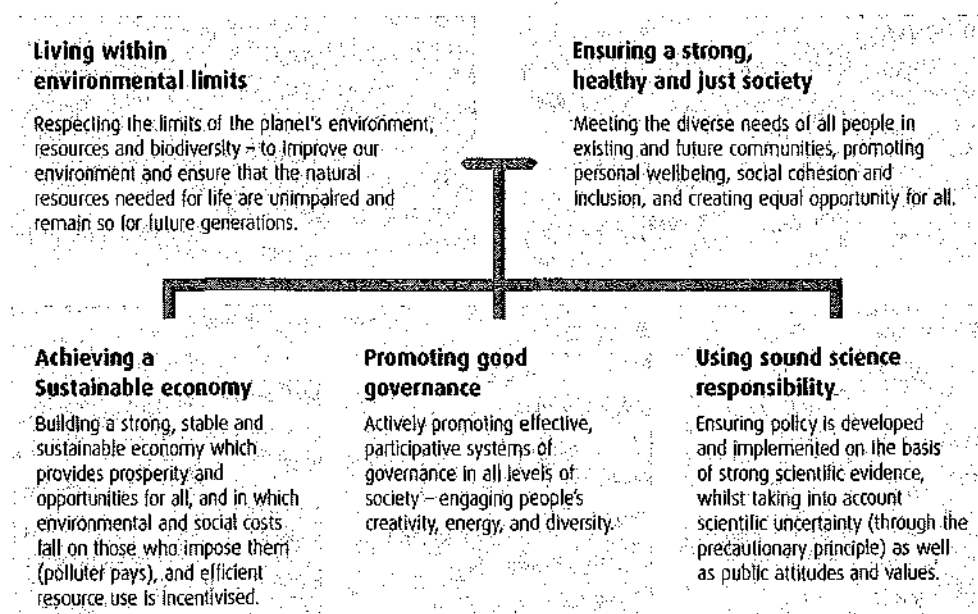 Living within
environmental limits
Respecting the limits of the planet's environment,
resources and biodiversity – to improve our
environment and ensure that the natural
resources needed for life are unimpaired and
remain so for future generations.
Ensuring a strong,
healthy and just society
Meeting the diverse needs of all people in
existing and future communities, promoting
personal wellbeing, social cohesion and
inclusion, and creating equal opportunity for all.
Achieving a
Sustainable economy
Building a strong, stable and
sustainable economy which
provides prosperity and
opportunities for all, and in which
environmental and social costs
fall on those who impose them
(polluter pays), and efficient
resource use is incentivised.
Promoting good
governance
Actively promoting effective,
participative systems of
governance in all levels of
society – engaging people's
creativity, energy, and diversity.
Using sound science
responsibility
Ensuring policy is developed
and implemented on the basis
of strong scientific evidence,
whilst taking into account
scientific uncertainty (through the
precautionary principle) as well
as public attitudes and values.